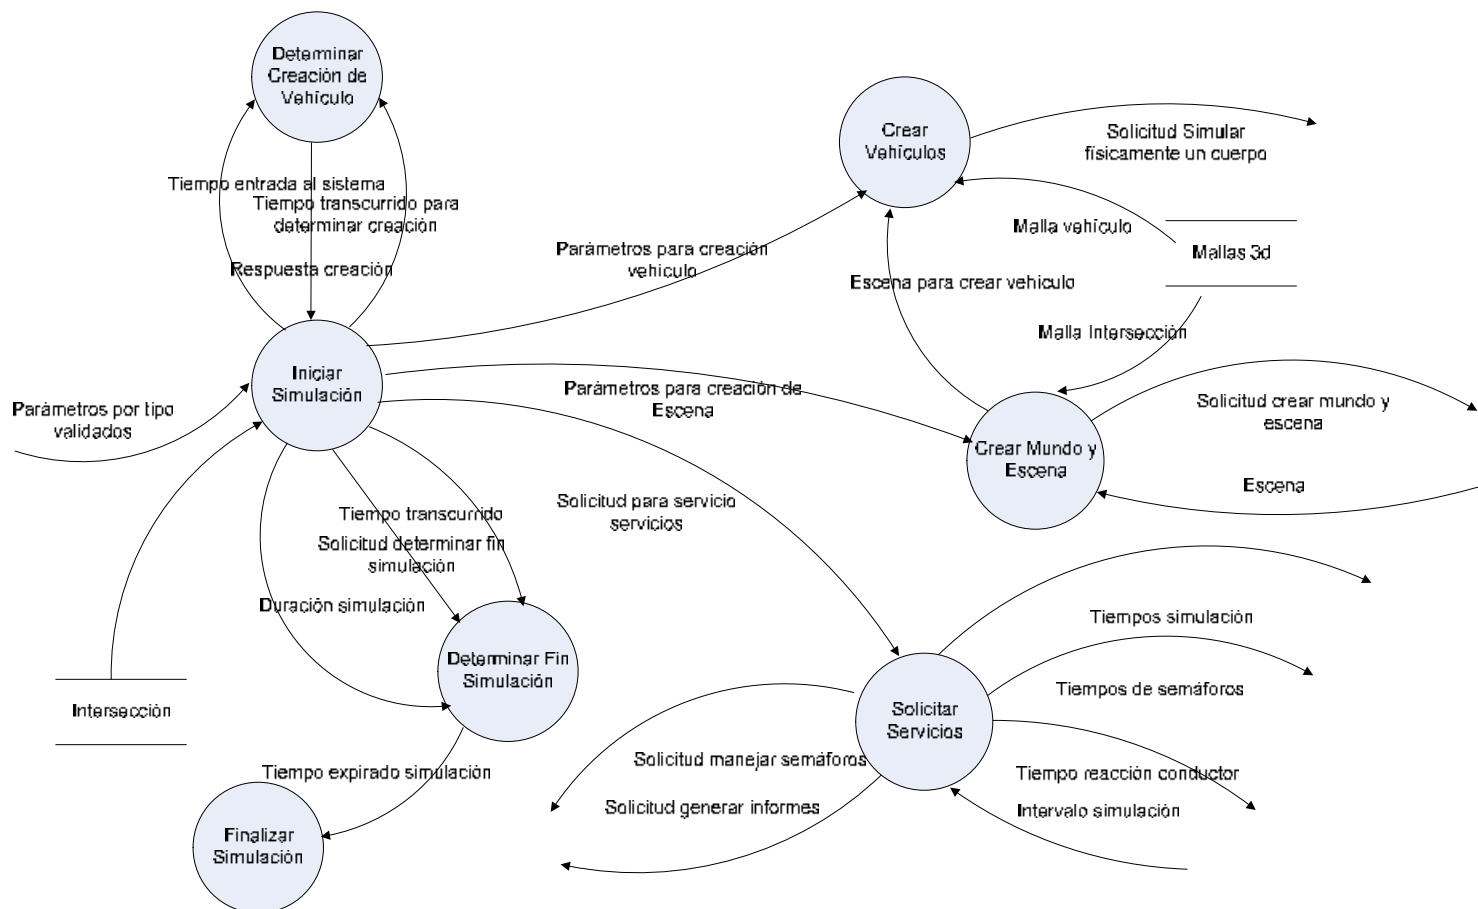 Determinar
Creación de
Vehículo
Crear
Vehículos
Solicitud Simular
físicamente un cuerpo
Tiempo entrada al sistema
Tiempo transcurrido para
determinar creación
Malla vehículo
Mallas 3d
Parámetros para creación
vehículo
Respuesta creación
Escena para crear vehículo
Malla Intersección
Iniciar
Simulación
Parámetros para creación de
Escena
Solicitud crear mundo y
escena
Parámetros por tipo
validados
Crear Mundo y
Escena
Escena
Tiempo transcurrido
Solicitud determinar fin
simulación
Solicitud para servicio
servicios
Duración simulación
Tiempos simulación
Determinar Fin
Simulación
Tiempos de semáforos
Intersección
Solicitar
Servicios
Tiempo expirado simulación
Solicitud manejar semáforos
Tiempo reacción conductor
Solicitud generar informes
Intervalo simulación
Finalizar
Simulación